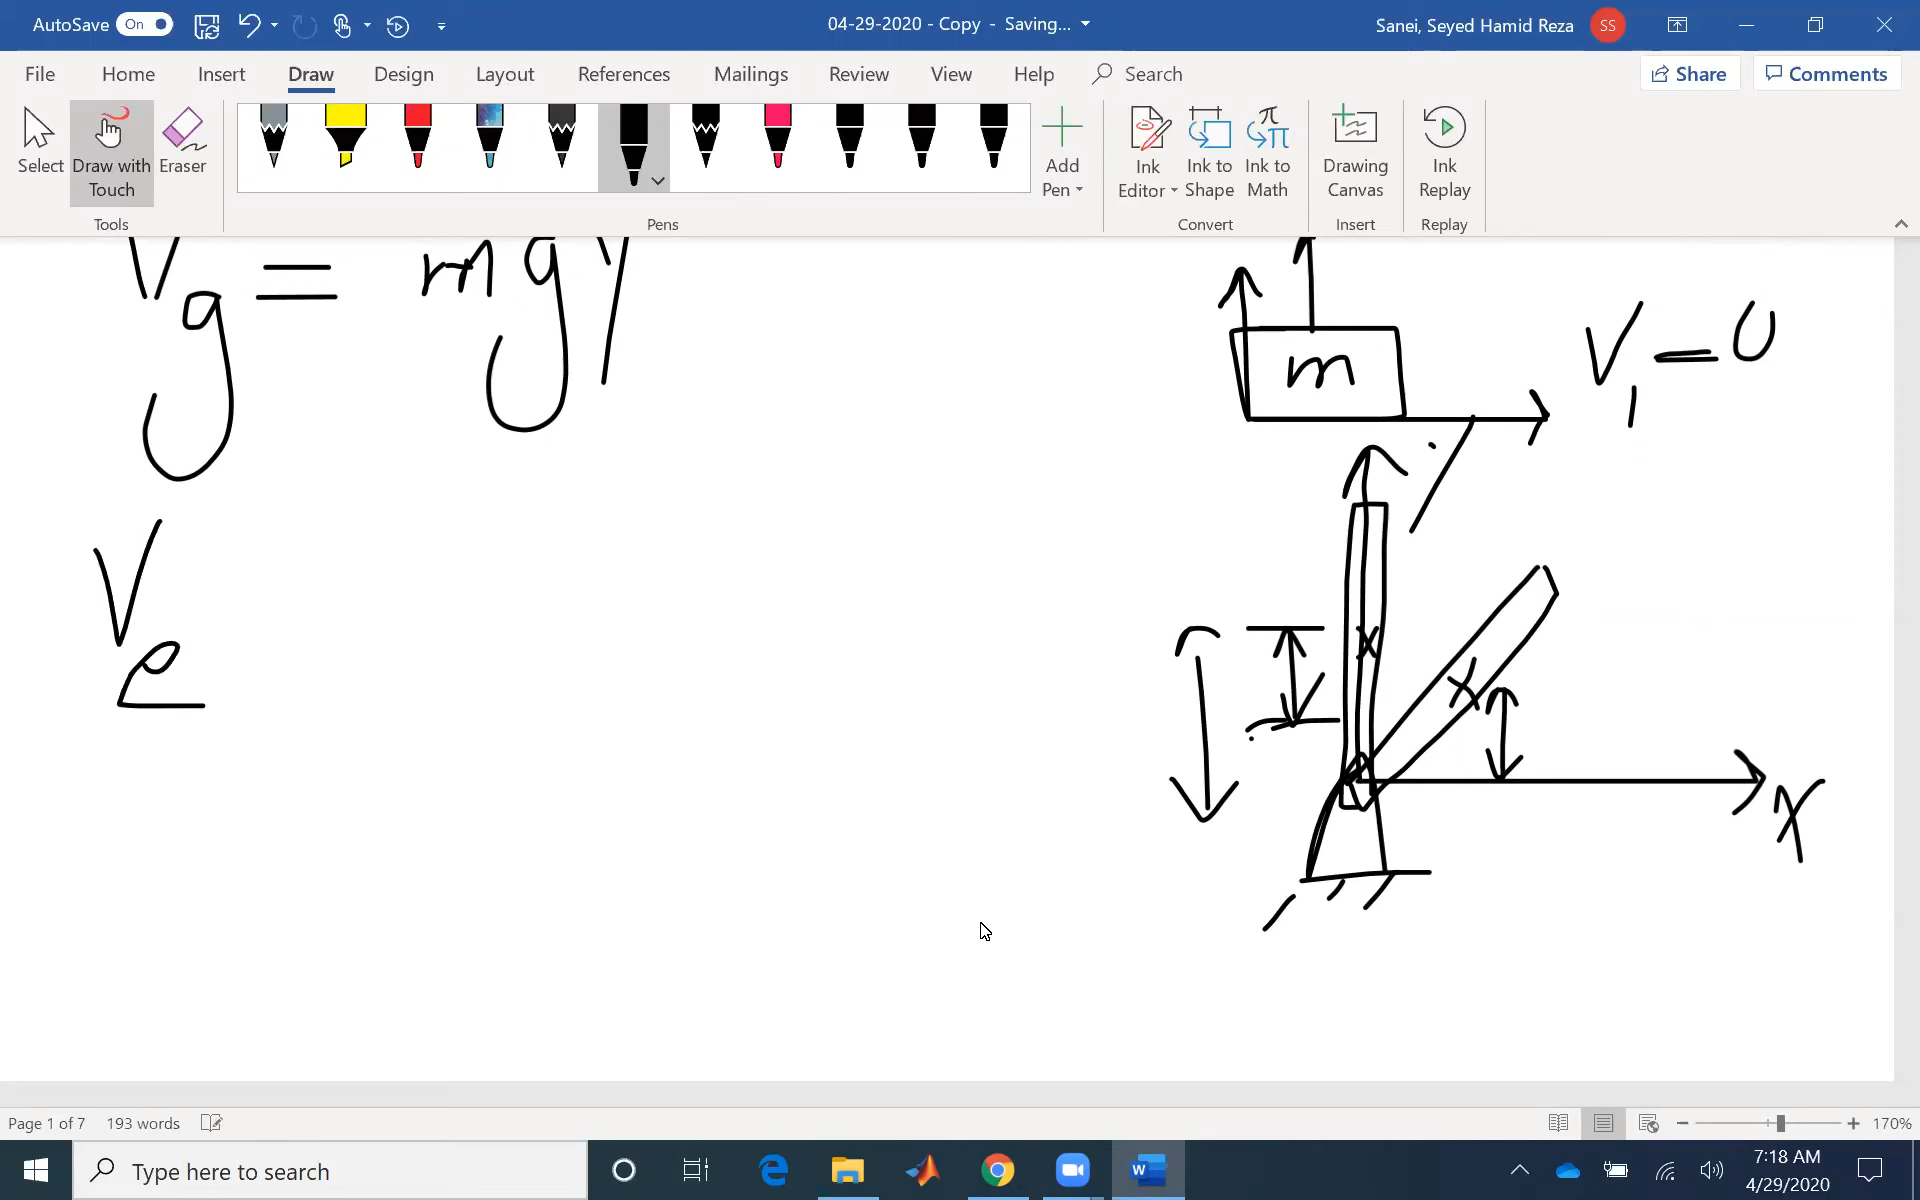 AutoSave On 04-29-2020 - Copy - Saving... Sanei, Seyed Hamid Reza SS
File Home Insert Draw Design Layout References Mailings Review View Help Search Share Comments
Select Draw with Touch Eraser Add Pen Ink Editor Ink to Shape Ink to Math Drawing Canvas Ink Replay
Tools Pens Convert Insert Replay
Vg = mgy
m
V1 = 0
y
Ve
x
x
X
Page 1 of 7 193 words 170%
Type here to search W 7:18 AM
4/29/2020